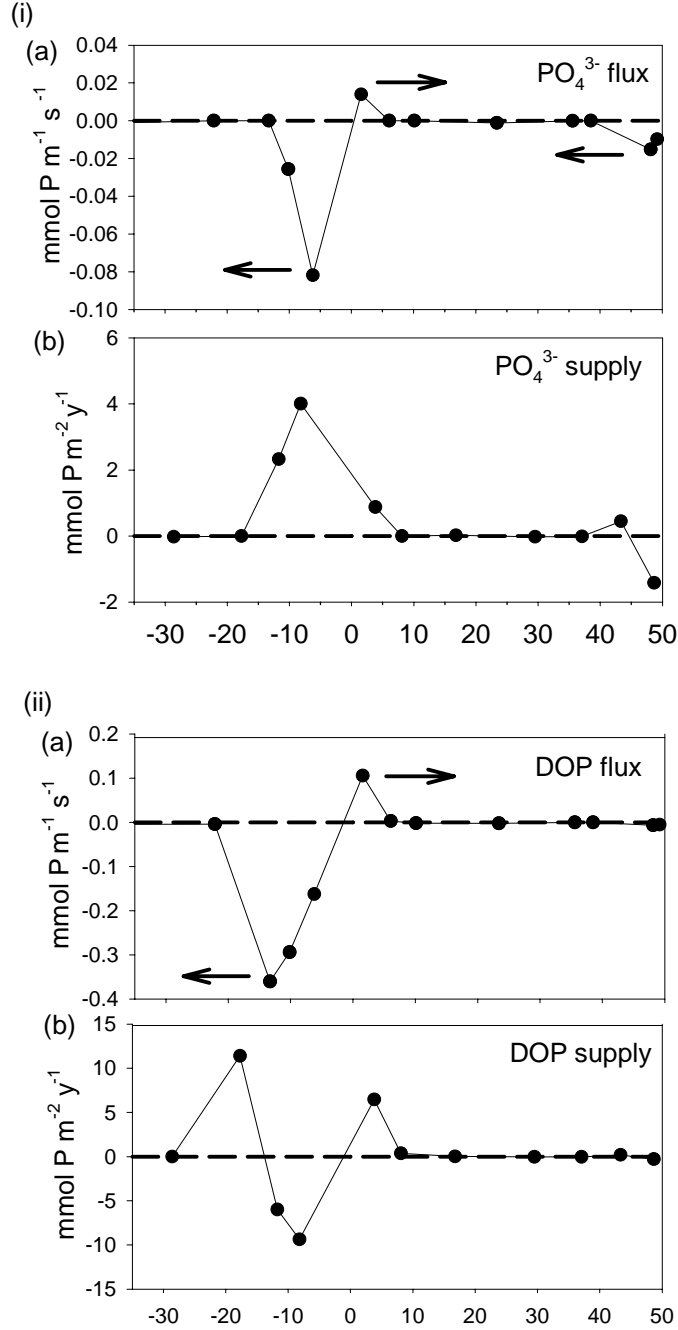 (i)
(a)
PO₄³⁻ flux
mmol P m⁻¹ s⁻¹
0.04
0.02
0.00
-0.02
-0.04
-0.06
-0.08
-0.10
(b)
PO₄³⁻ supply
mmol P m⁻² y⁻¹
6
4
2
0
-2
-30 -20 -10 0 10 20 30 40 50
(ii)
(a)
DOP flux
mmol P m⁻¹ s⁻¹
0.2
0.1
0.0
-0.1
-0.2
-0.3
-0.4
(b)
DOP supply
mmol P m⁻² y⁻¹
15
10
5
0
-5
-10
-15
-30 -20 -10 0 10 20 30 40 50